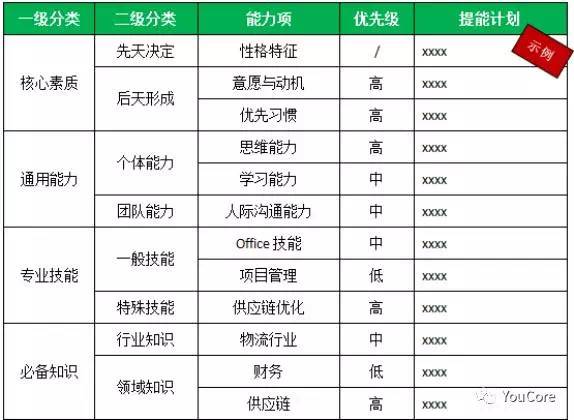 一级分类 二级分类 能力项 优先级 提能计划
示例
核心素质 先天决定 性格特征 / xxxx
后天形成 意愿与动机 高 xxxx
优先习惯 高 xxxx
通用能力 个体能力 思维能力 高 xxxx
学习能力 中 xxxx
团队能力 人际沟通能力 中 xxxx
专业技能 一般技能 Office 技能 中 xxxx
项目管理 低 xxxx
特殊技能 供应链优化 高 xxxx
必备知识 行业知识 物流行业 中 xxxx
领域知识 财务 低 xxxx
供应链 高 xxxx
YouCore